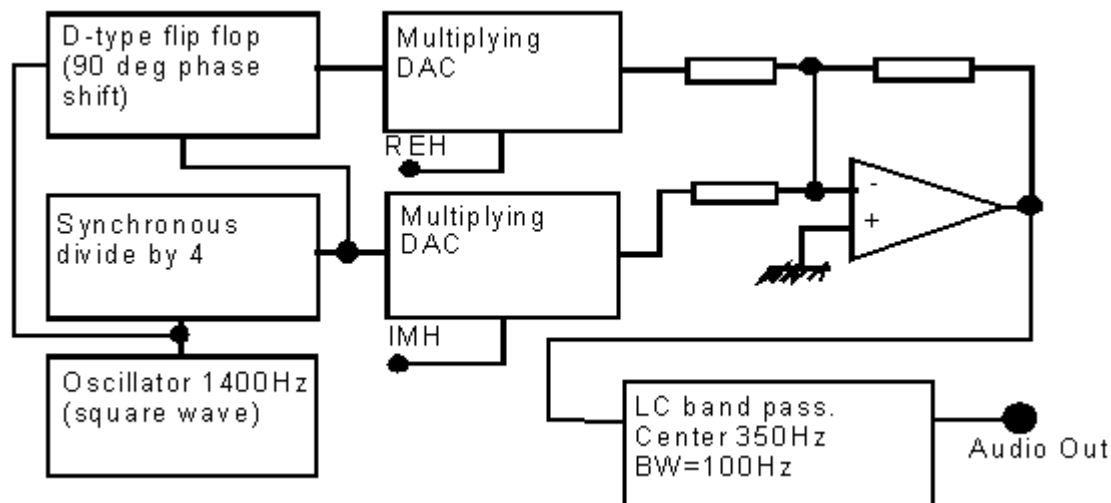 D-type flip flop
(90 deg phase
shift)
Multiplying
DAC
REH
Synchronous
divide by 4
Multiplying
DAC
-
+
IMH
Oscillator 1400Hz
(square wave)
LC band pass.
Center 350Hz
BW=100Hz
Audio Out